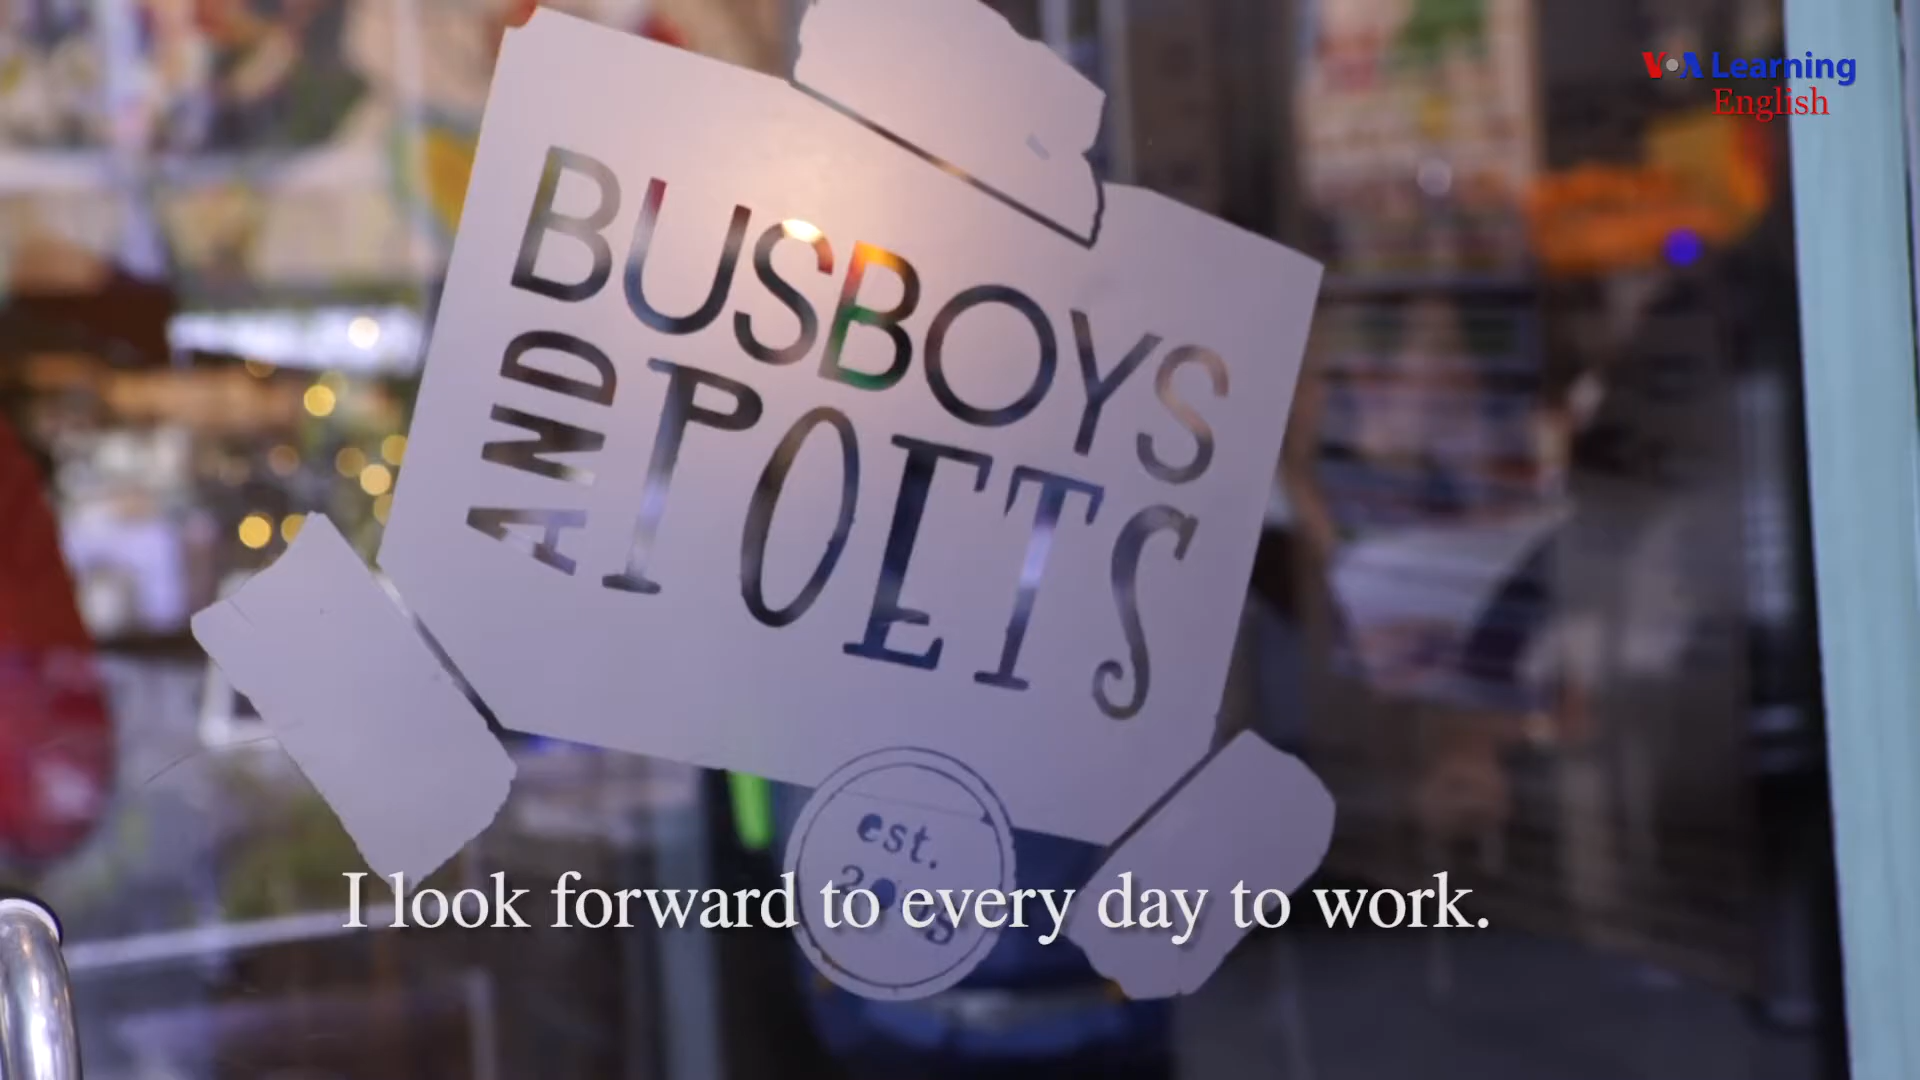 VOA Learning
English
BUSBOYS
AND POETS
est.
I look forward to every day to work.